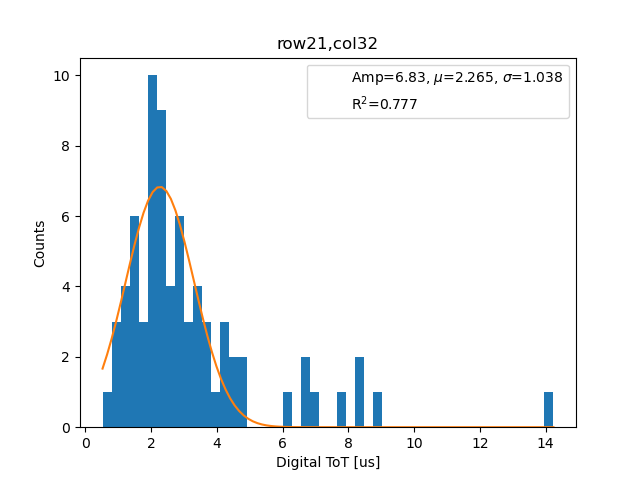 row21,col32
Amp=6.83, μ=2.265, σ=1.038
R²=0.777
Counts
10
8
6
4
2
0
0 2 4 6 8 10 12 14
Digital ToT [us]